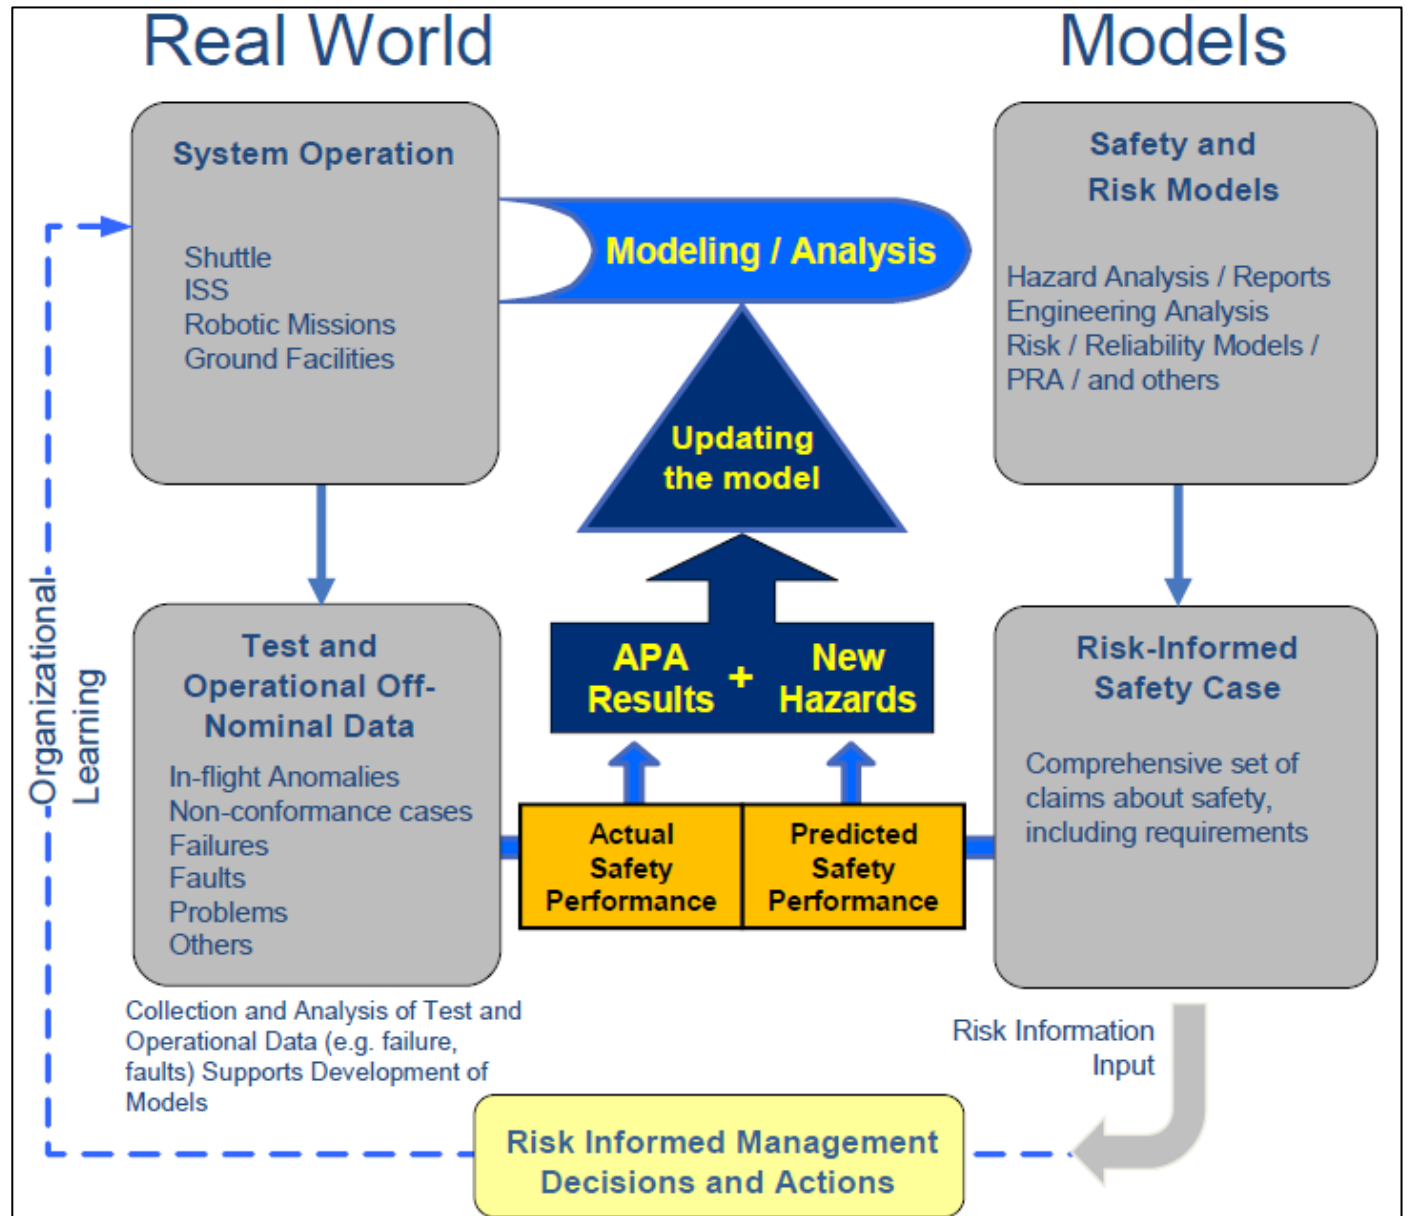 Real World
Models
System Operation
Shuttle
ISS
Robotic Missions
Ground Facilities
Modeling / Analysis
Safety and
Risk Models
Hazard Analysis / Reports
Engineering Analysis
Risk / Reliability Models /
PRA / and others
Updating
the model
Organizational
Learning
Test and
Operational Off-
Nominal Data
In-flight Anomalies
Non-conformance cases
Failures
Faults
Problems
Others
APA
Results
+
New
Hazards
Actual
Safety
Performance
Predicted
Safety
Performance
Risk-Informed
Safety Case
Comprehensive set of
claims about safety,
including requirements
Collection and Analysis of Test and
Operational Data (e.g. failure,
faults) Supports Development of
Models
Risk Information
Input
Risk Informed Management
Decisions and Actions